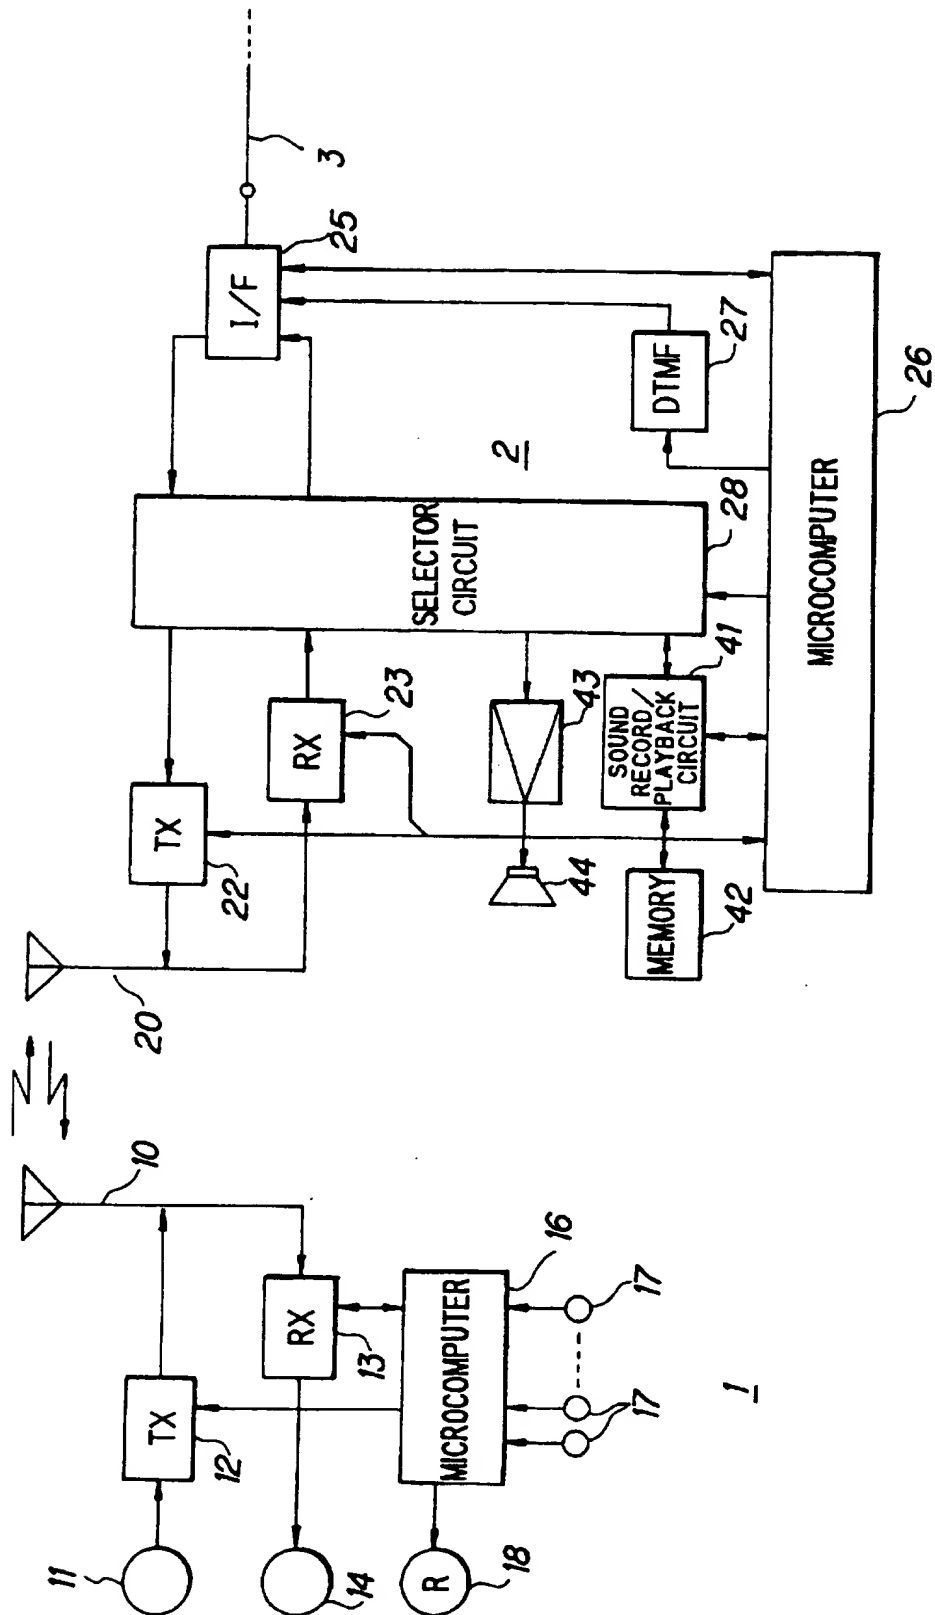 11
TX
12
10
20
TX
22
I/F
25
3
14
RX
13
RX
23
R
18
MICROCOMPUTER
16
SELECTOR
CIRCUIT
28
2
44
43
17
17
1
MEMORY
42
SOUND
RECORD/
PLAYBACK
CIRCUIT
41
DTMF
27
MICROCOMPUTER
26